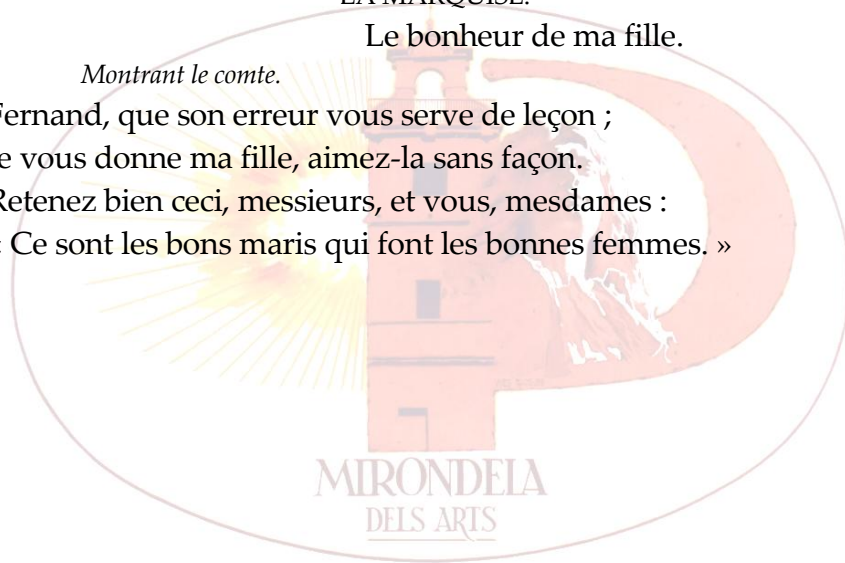 LA MARQUISE.
Le bonheur de ma fille.
Montrant le comte.
Fernand, que son erreur vous serve de leçon ;
e vous donne ma fille, aimez-la sans façon.
Retenez bien ceci, messieurs, et vous, mesdames :
« Ce sont les bons maris qui font les bonnes femmes. »
MIRONDELA
DELS ARTS